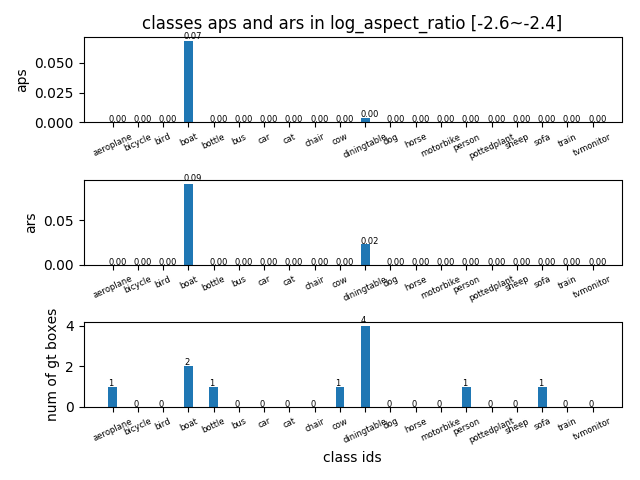 classes aps and ars in log_aspect_ratio [-2.6~-2.4]
aps
0.050
0.025
0.000
0.00 0.00 0.00 0.07 0.00 0.00 0.00 0.00 0.00 0.00 0.00 0.00 0.00 0.00 0.00 0.00 0.00 0.00 0.00 0.00
aeroplane bicycle bird boat bottle bus car cat chair cow diningtable dog horse motorbike person pottedplant sheep sofa train tvmonitor
ars
0.05
0.00
0.00 0.00 0.00 0.09 0.00 0.00 0.00 0.00 0.00 0.00 0.02 0.00 0.00 0.00 0.00 0.00 0.00 0.00 0.00 0.00
aeroplane bicycle bird boat bottle bus car cat chair cow diningtable dog horse motorbike person pottedplant sheep sofa train tvmonitor
num of gt boxes
4
2
0
1 0 0 2 1 0 0 0 0 1 4 0 0 0 1 0 0 1 0 0
aeroplane bicycle bird boat bottle bus car cat chair cow diningtable dog horse motorbike person pottedplant sheep sofa train tvmonitor
class ids